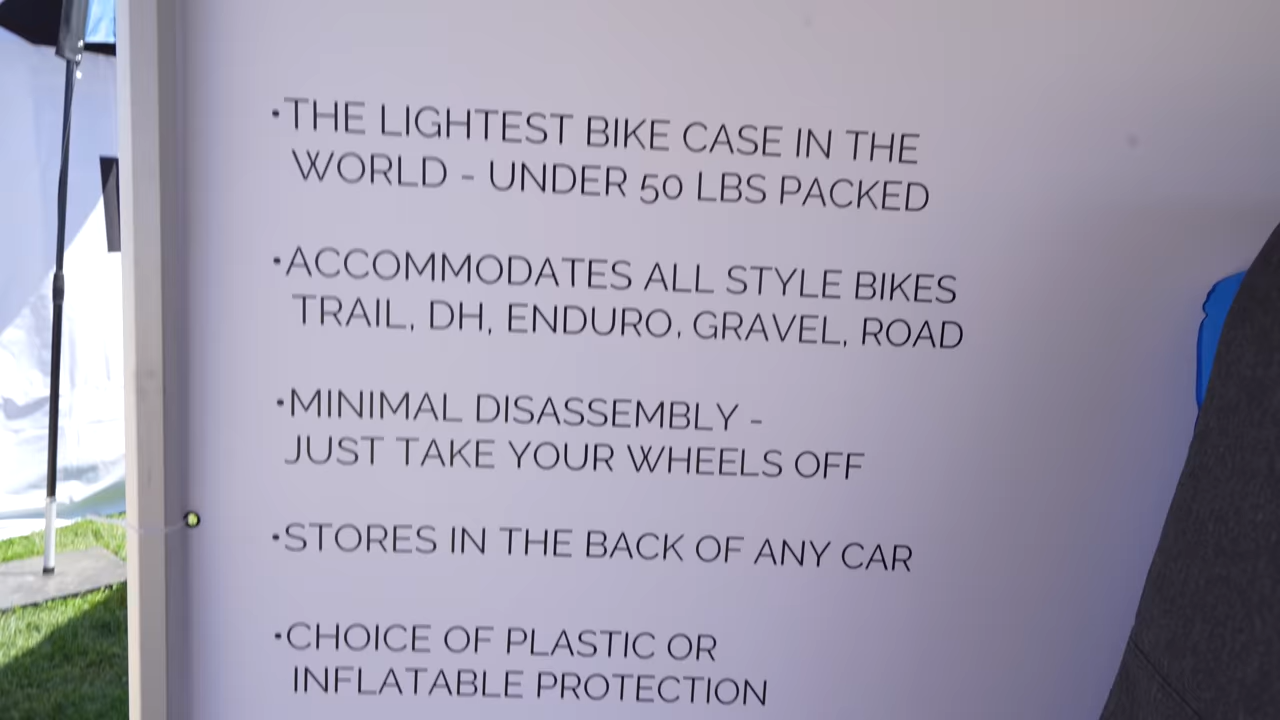 •THE LIGHTEST BIKE CASE IN THE
WORLD - UNDER 50 LBS PACKED
•ACCOMMODATES ALL STYLE BIKES
TRAIL, DH, ENDURO, GRAVEL, ROAD
•MINIMAL DISASSEMBLY -
JUST TAKE YOUR WHEELS OFF
•STORES IN THE BACK OF ANY CAR
•CHOICE OF PLASTIC OR
INFLATABLE PROTECTION